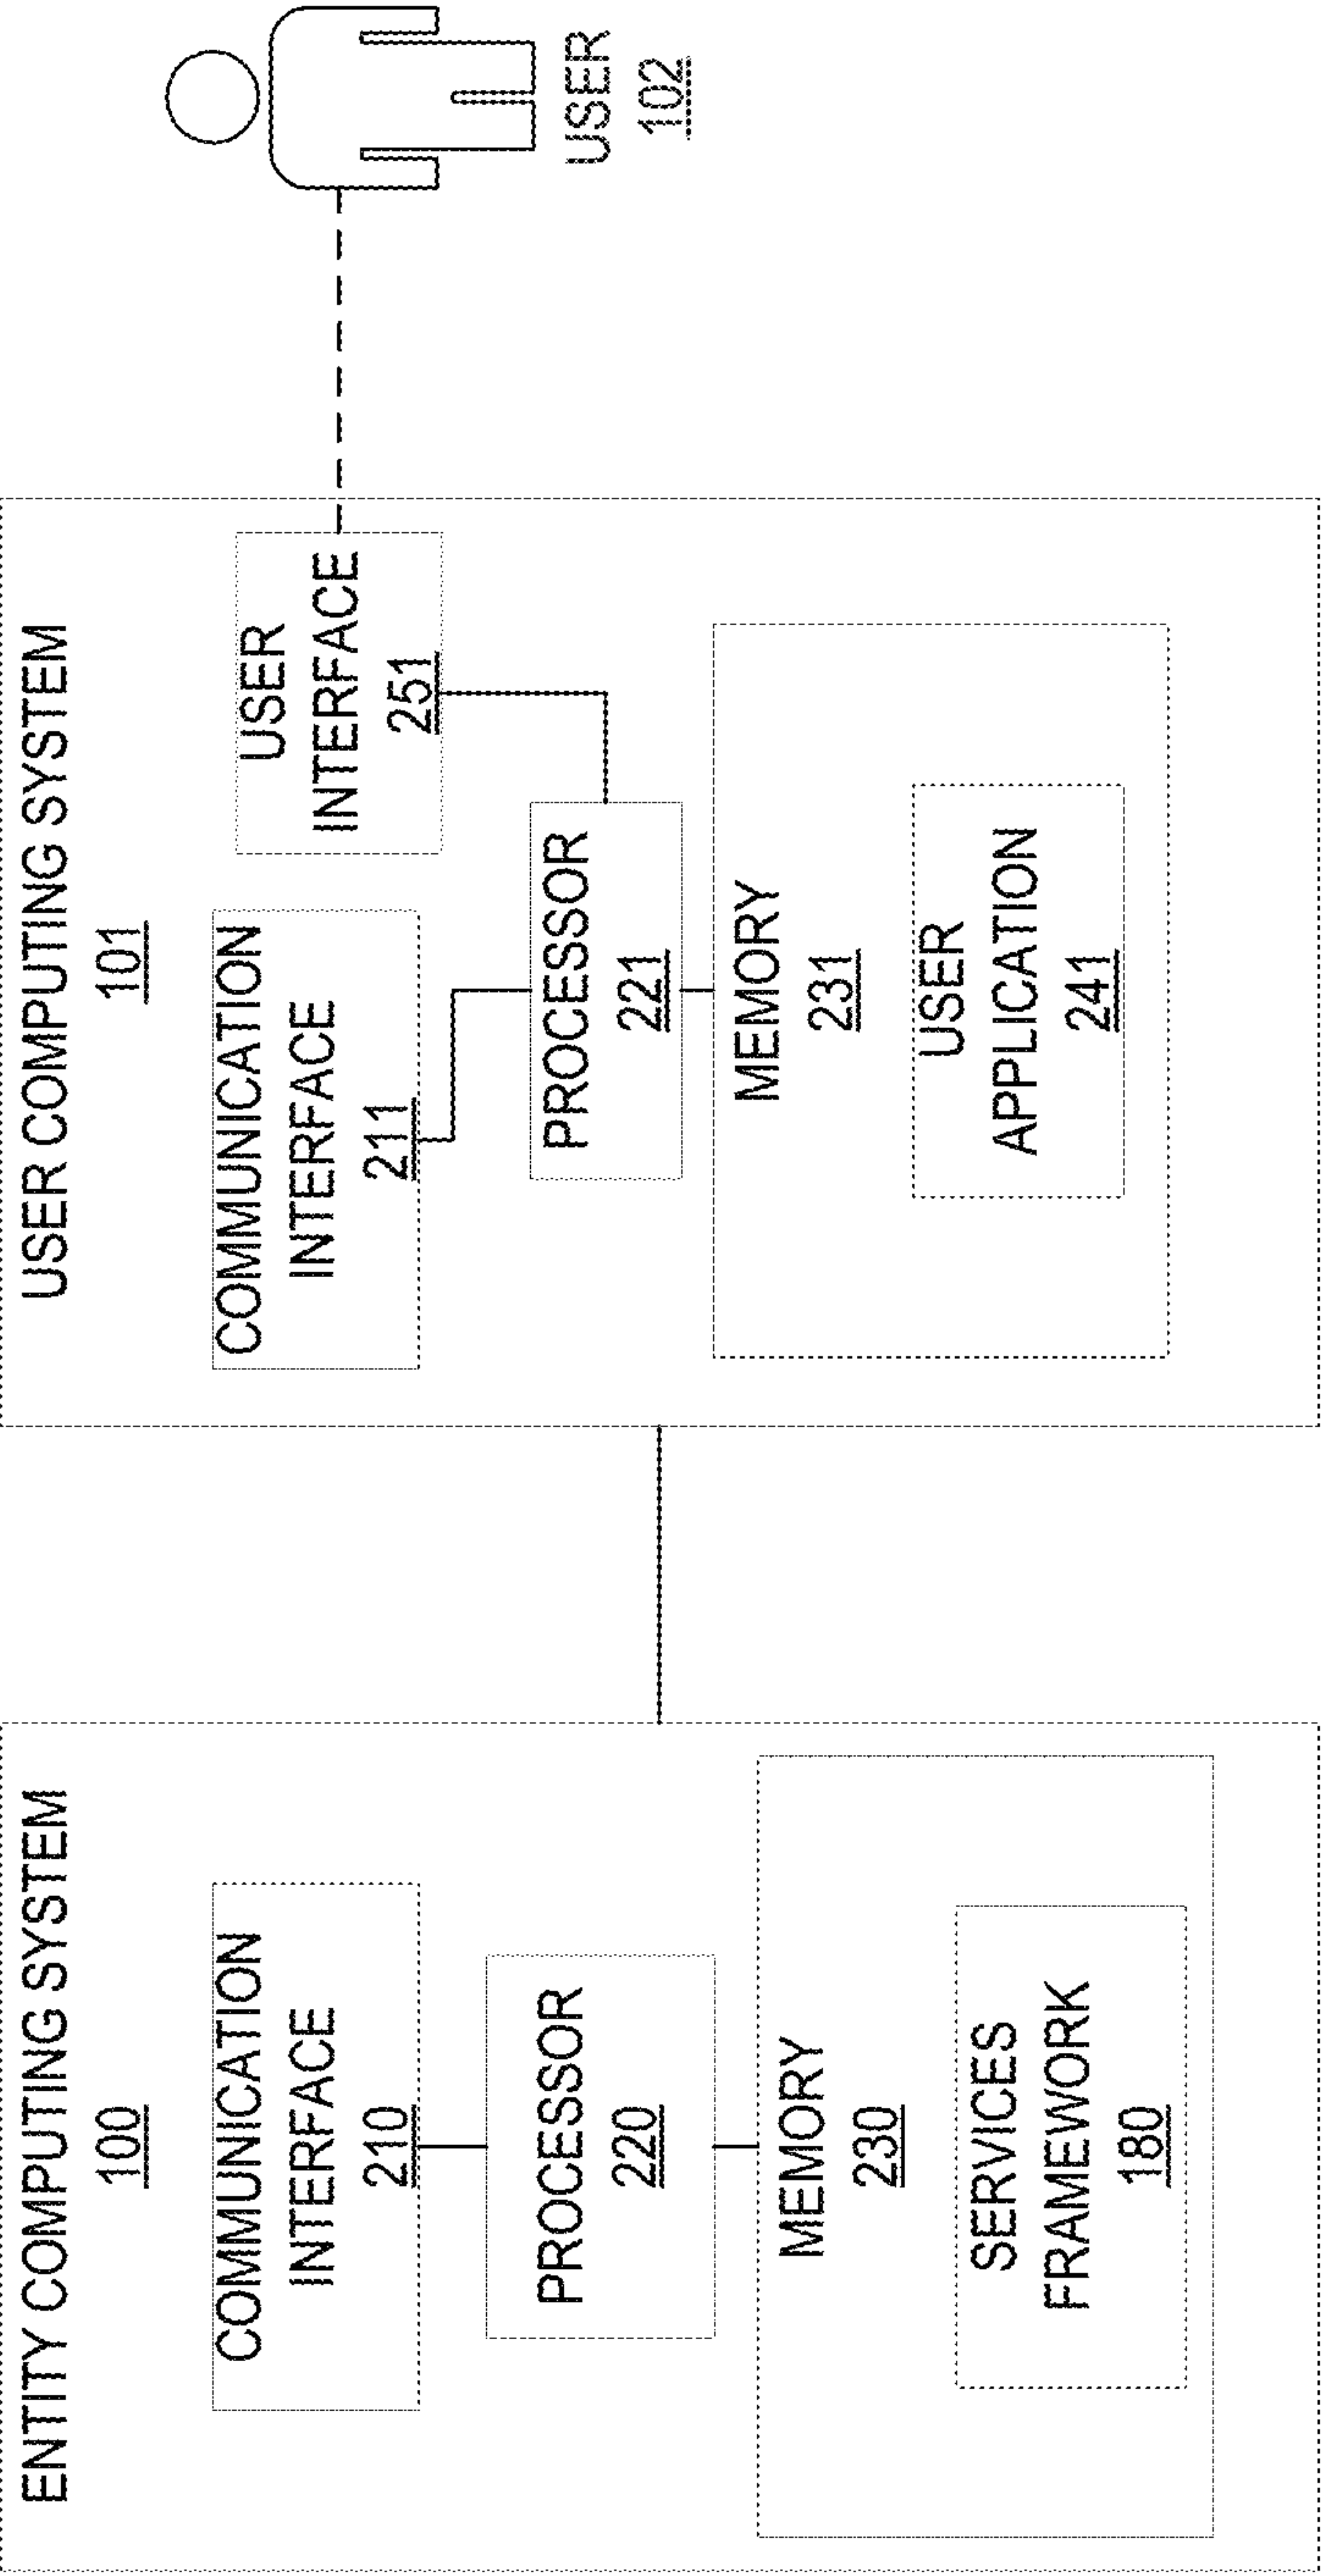 ENTITY COMPUTING SYSTEM
100
COMMUNICATION
INTERFACE
210
PROCESSOR
220
MEMORY
230
SERVICES
FRAMEWORK
180
USER COMPUTING SYSTEM
101
COMMUNICATION
INTERFACE
211
USER
INTERFACE
251
PROCESSOR
221
MEMORY
231
USER
APPLICATION
241
USER
102